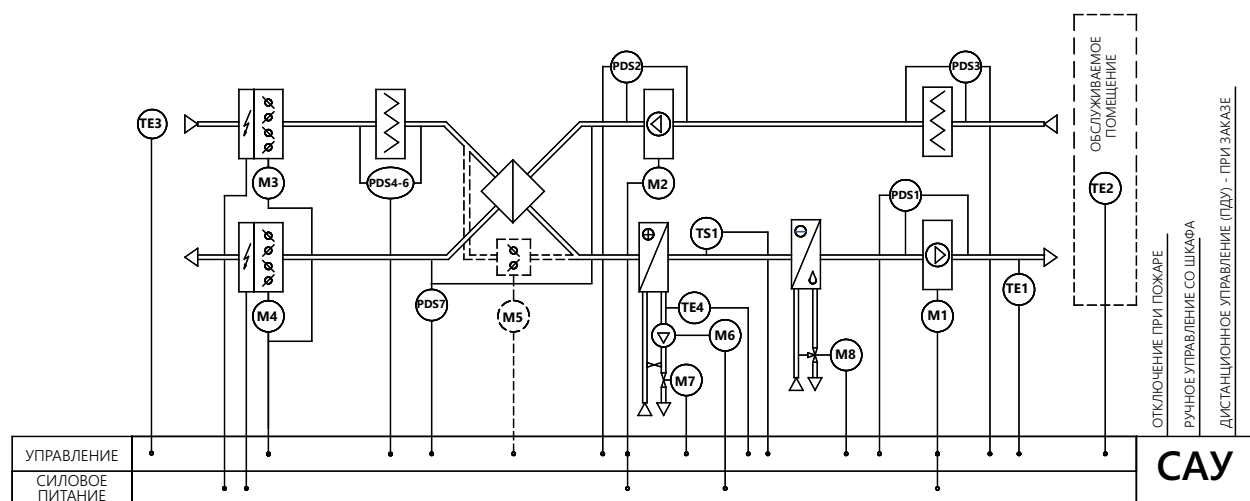 PDS2
PDS3
TE3
ОБСЛУЖИВАЕМОЕ
ПОМЕЩЕНИЕ
M3
PDS4-6
M2
TE2
PDS1
TS1
M4
PDS7
M5
TE4
M6
M1
TE1
M8
M7
ОТКЛЮЧЕНИЕ ПРИ ПОЖАРЕ
РУЧНОЕ УПРАВЛЕНИЕ СО ШКАФА
ДИСТАНЦИОННОЕ УПРАВЛЕНИЕ (ПДУ) - ПРИ ЗАКАЗЕ
УПРАВЛЕНИЕ
СИЛОВОЕ
ПИТАНИЕ
САУ